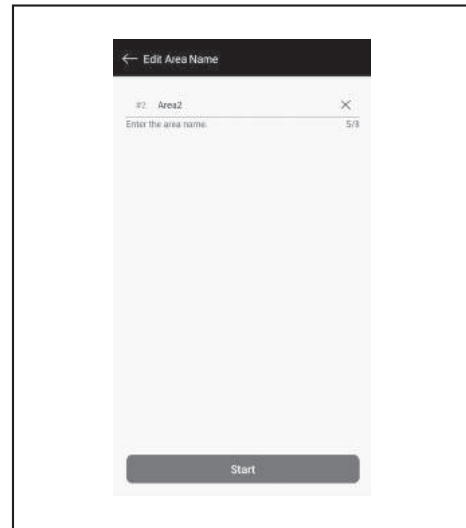 ← Edit Area Name
#2 Area2 ×
Enter the area name. 5/8
Start